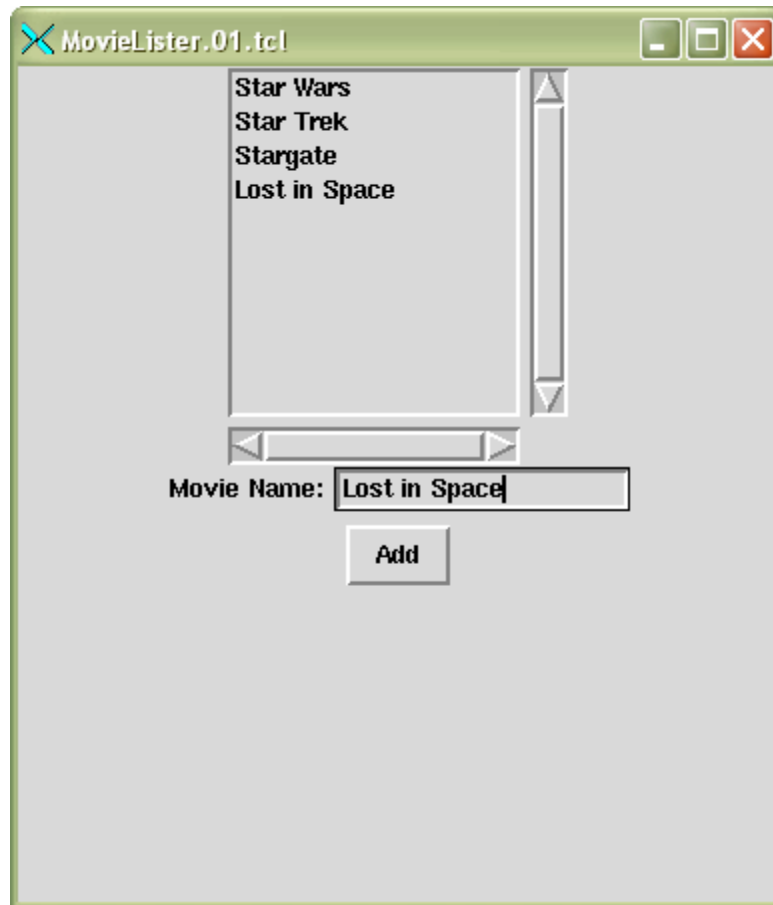 MovieLister.01.tcl
Star Wars
Star Trek
Stargate
Lost in Space
Movie Name: Lost in Space
Add